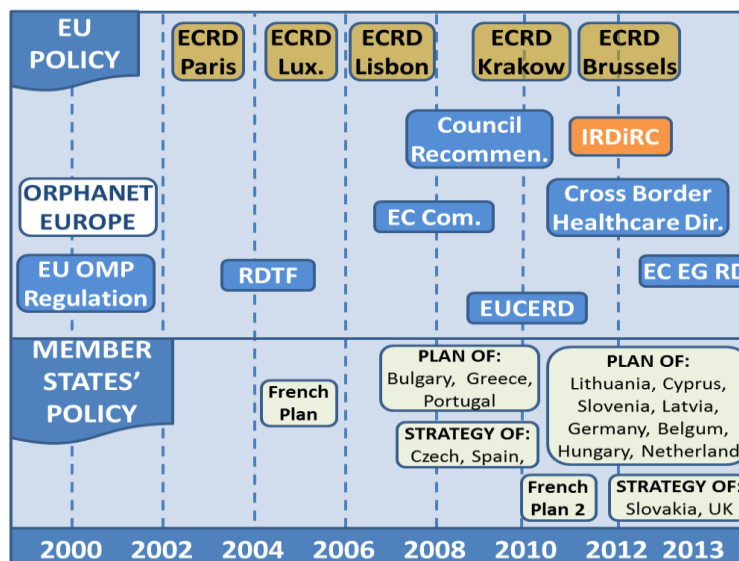 EU
POLICY
ECRD
Paris
ECRD
Lux.
ECRD
Lisbon
ECRD
Krakow
ECRD
Brussels
Council
Recommen.
IRDiRC
ORPHANET
EUROPE
EC Com.
Cross Border
Healthcare Dir.
EU OMP
Regulation
RDTF
EUCERD
EC EG RD
MEMBER
STATES’
POLICY
French
Plan
PLAN OF:
Bulgary, Greece,
Portugal
STRATEGY OF:
Czech, Spain,
PLAN OF:
Lithuania, Cyprus,
Slovenia, Latvia,
Germany, Belgum,
Hungary, Netherland
French
Plan 2
STRATEGY OF:
Slovakia, UK
2000 2002 2004 2006 2008 2010 2012 2013